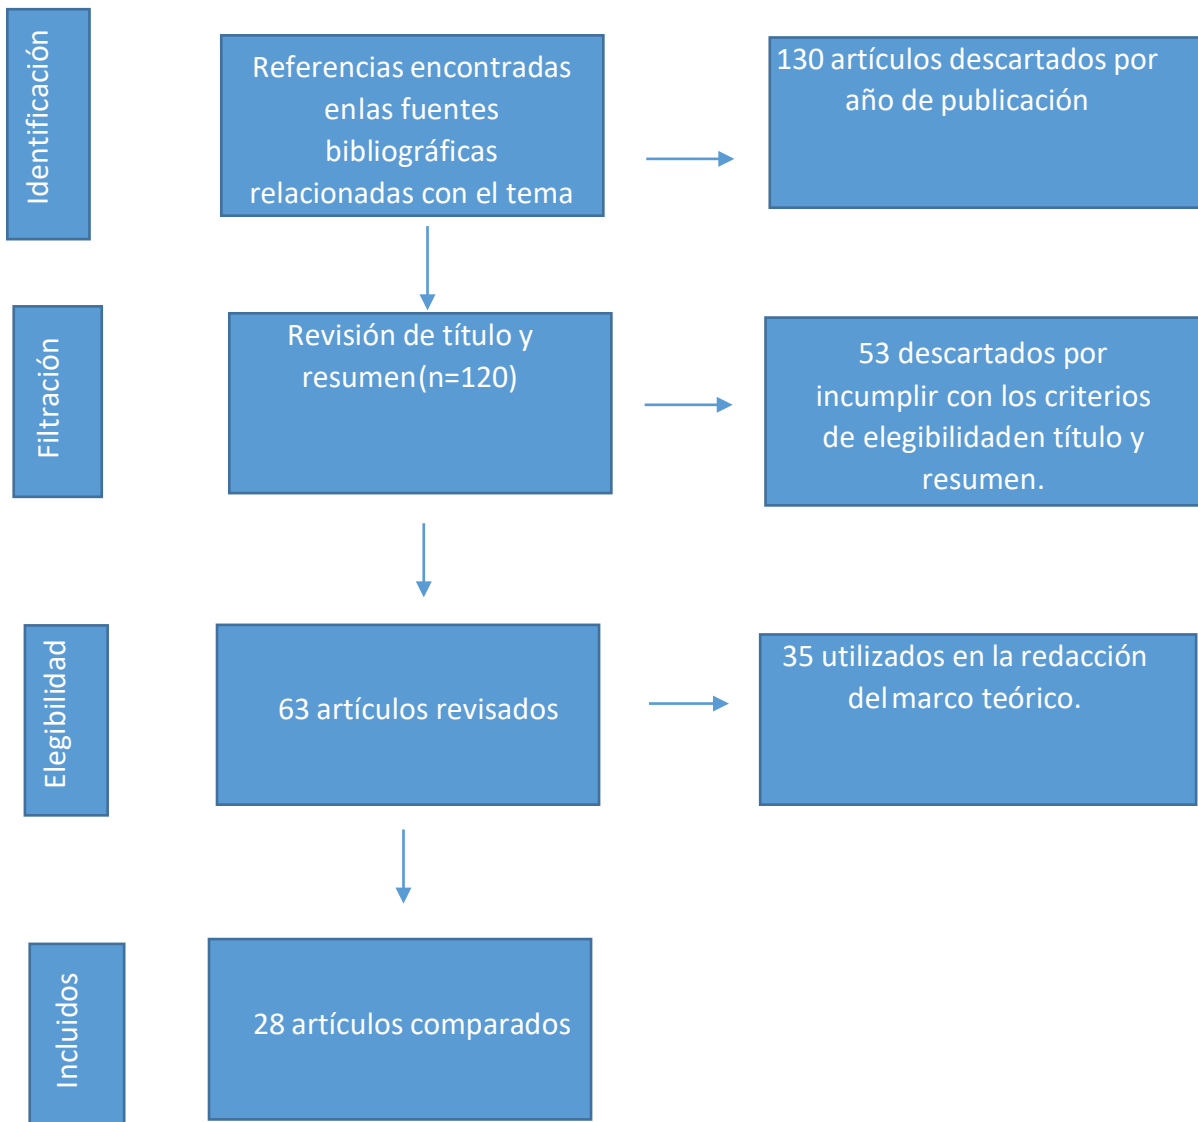 Identificación
Referencias encontradas
enlas fuentes
bibliográficas
relacionadas con el tema
130 artículos descartados por
año de publicación
Filtración
Revisión de título y
resumen(n=120)
53 descartados por
incumplir con los criterios
de elegibilidaden título y
resumen.
Elegibilidad
63 artículos revisados
35 utilizados en la redacción
del marco teórico.
Incluidos
28 artículos comparados